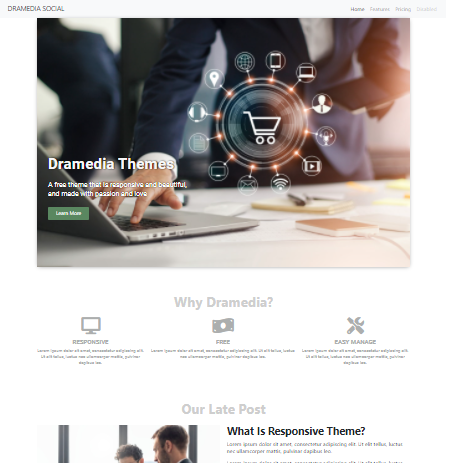 DRAMEDIA SOCIAL
Home Features Pricing Disabled
Dramedia Themes
A free theme that is responsive and beautiful,
and made with passion and love
Learn More
Why Dramedia?
RESPONSIVE
Lorem ipsum dolor sit amet, consectetur adipiscing elit.
Ut elit tellus, luctus nec ullamcorper mattis, pulvinar
dapibus leo.
FREE
Lorem ipsum dolor sit amet, consectetur adipiscing elit. Ut elit tellus, luctus
nec ullamcorper mattis, pulvinar dapibus leo.
EASY MANAGE
Lorem ipsum dolor sit amet, consectetur adipiscing elit.
Ut elit tellus, luctus nec ullamcorper mattis, pulvinar
dapibus leo.
Our Late Post
What Is Responsive Theme?
Lorem ipsum dolor sit amet, consectetur adipiscing elit. Ut elit tellus, luctus
nec ullamcorper mattis, pulvinar dapibus leo.